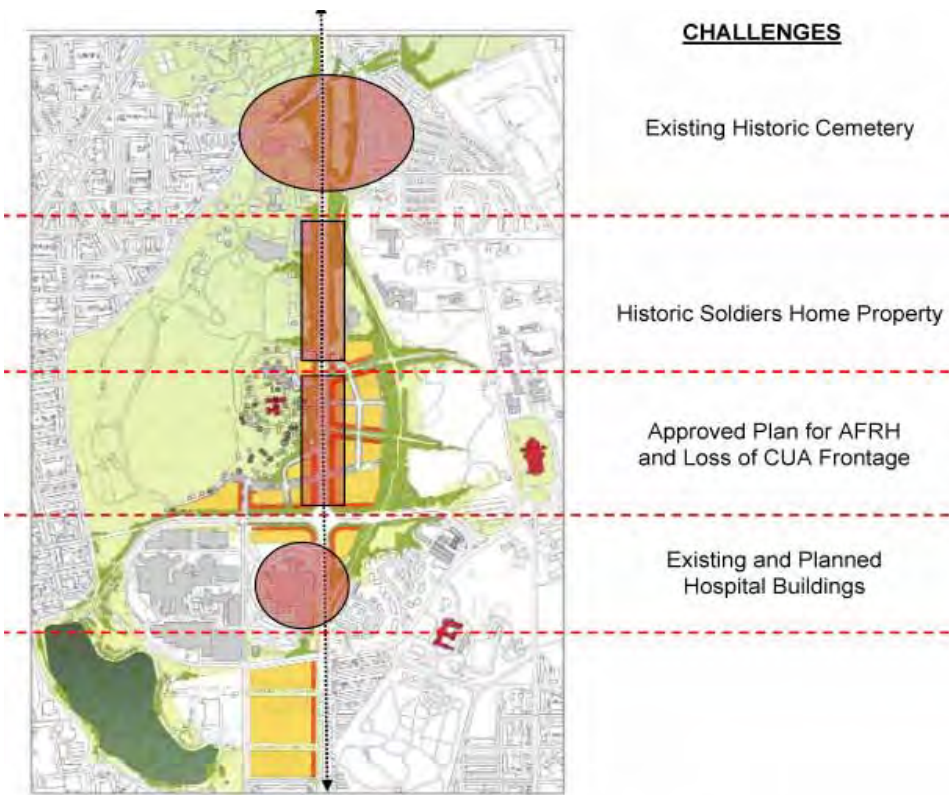 CHALLENGES
Existing Historic Cemetery
Historic Soldiers Home Property
Approved Plan for AFRH
and Loss of CUA Frontage
Existing and Planned
Hospital Buildings